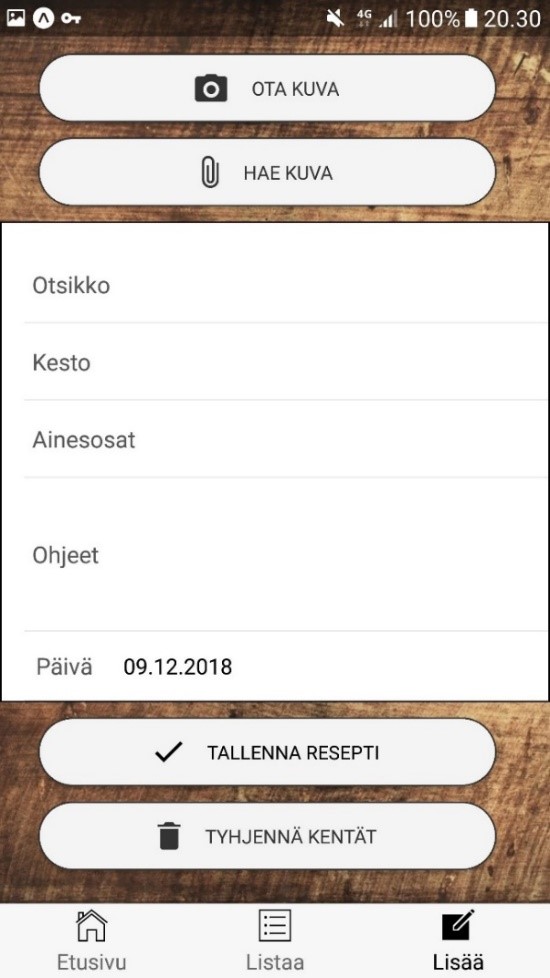 4G 100% 20.30
OTA KUVA
HAE KUVA
Otsikko
Kesto
Ainesosat
Ohjeet
Päivä 09.12.2018
TALLENNA RESEPTI
TYHJENNÄ KENTÄT
Etusivu Listaa Lisää